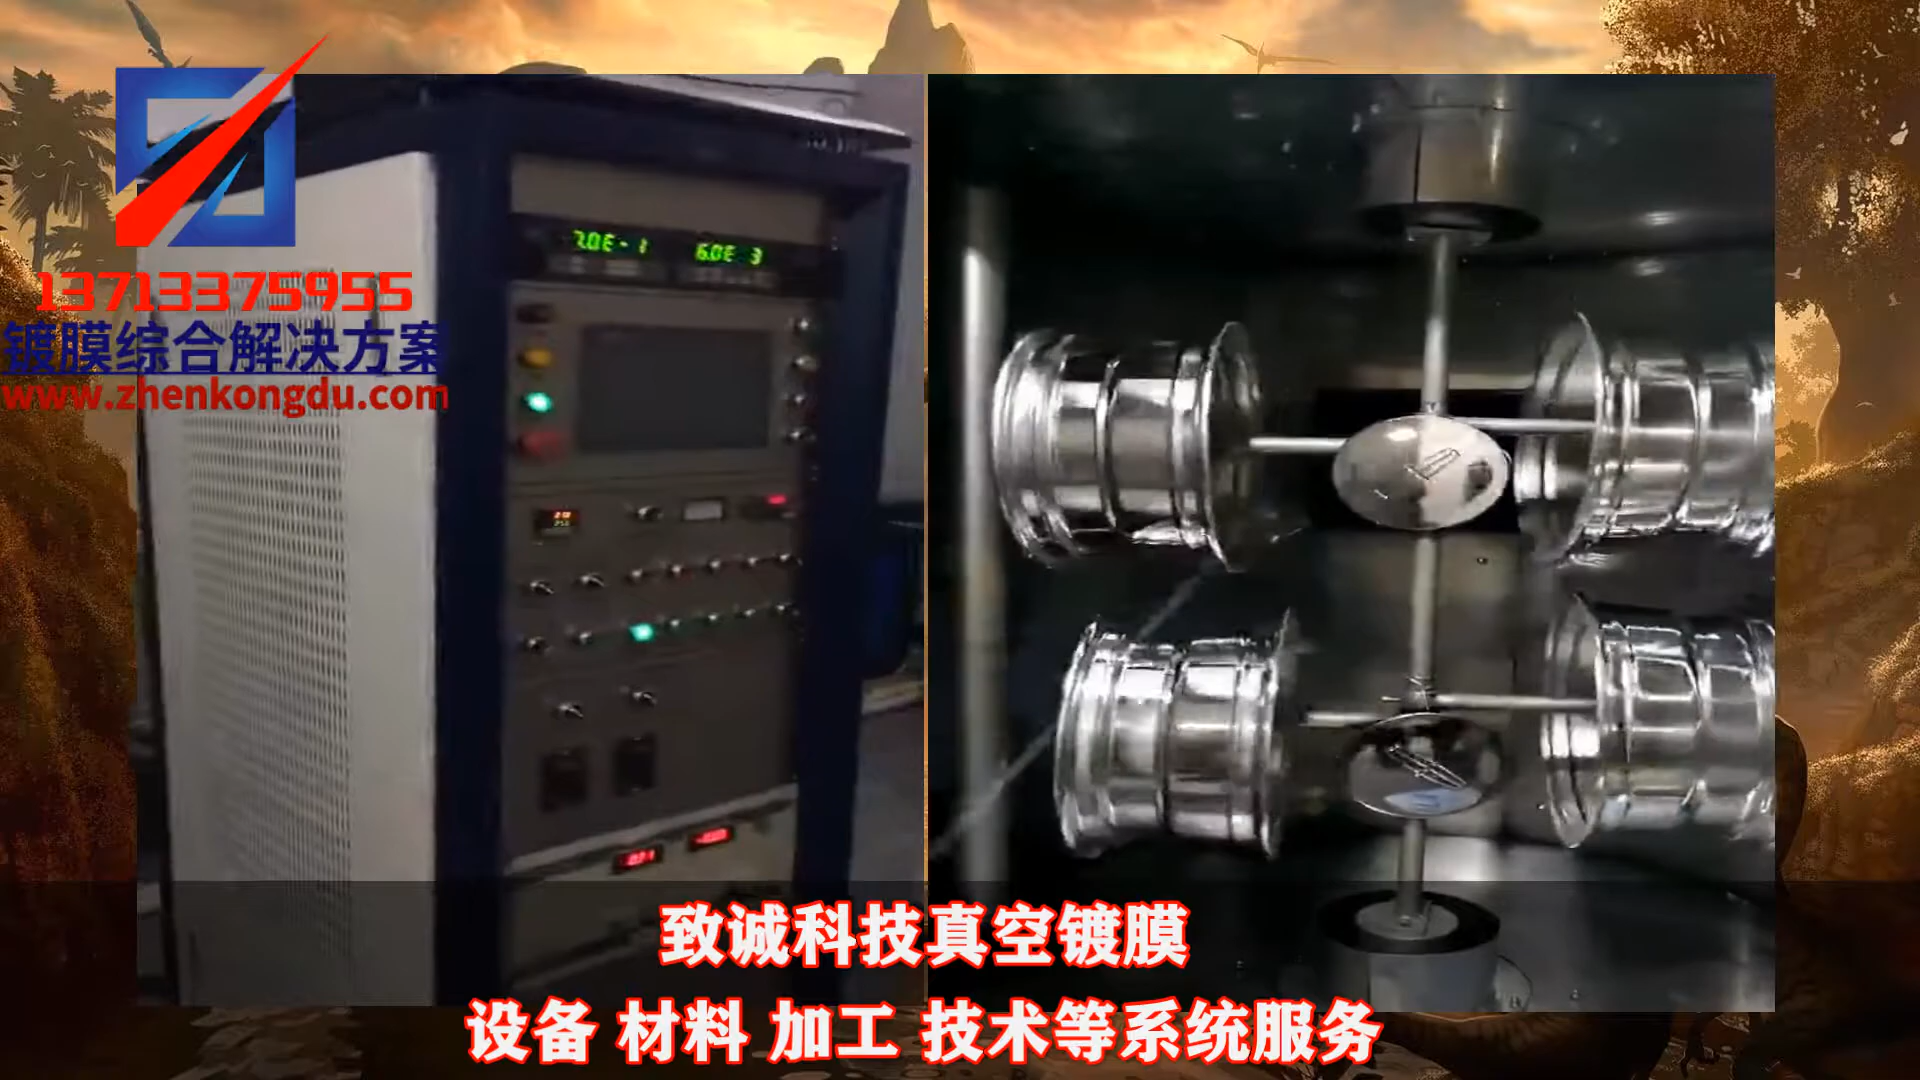 13713375955
镀膜综合解决方案
www.zhenkongdu.com
7.0E-1 6.0E 3
致诚科技真空镀膜
设备 材料 加工 技术等系统服务